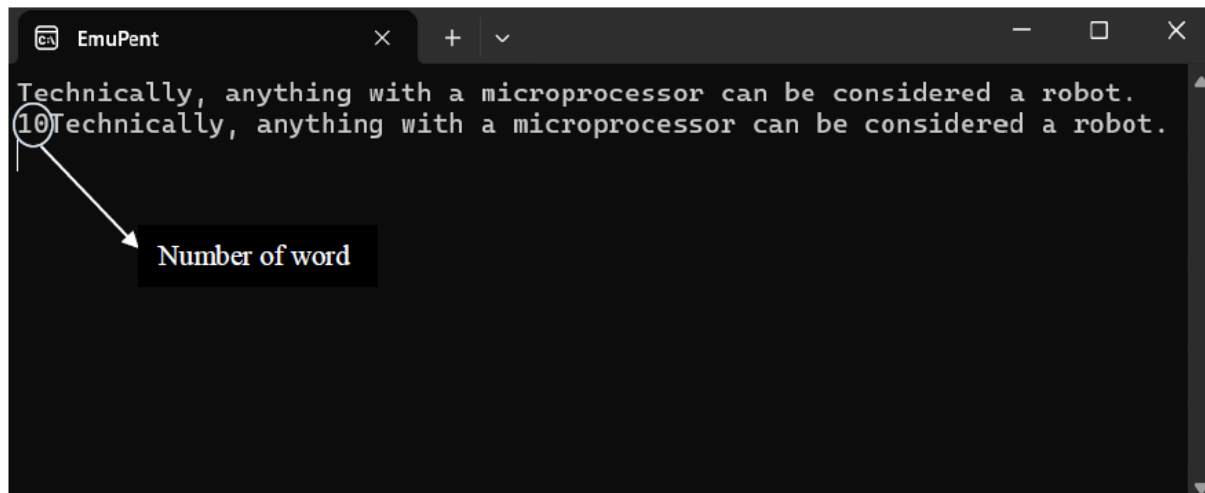 EmuPent
Technically, anything with a microprocessor can be considered a robot.
10Technically, anything with a microprocessor can be considered a robot.
Number of word